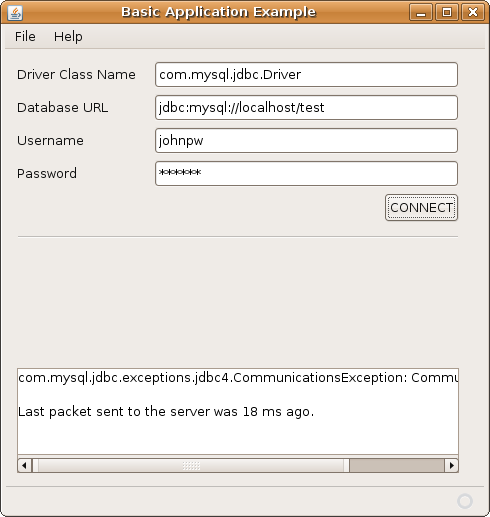 Basic Application Example
File Help
Driver Class Name com.mysql.jdbc.Driver
Database URL jdbc:mysql://localhost/test
Username johnpw
Password ******
CONNECT
com.mysql.jdbc.exceptions.jdbc4.CommunicationsException: Commu
Last packet sent to the server was 18 ms ago.